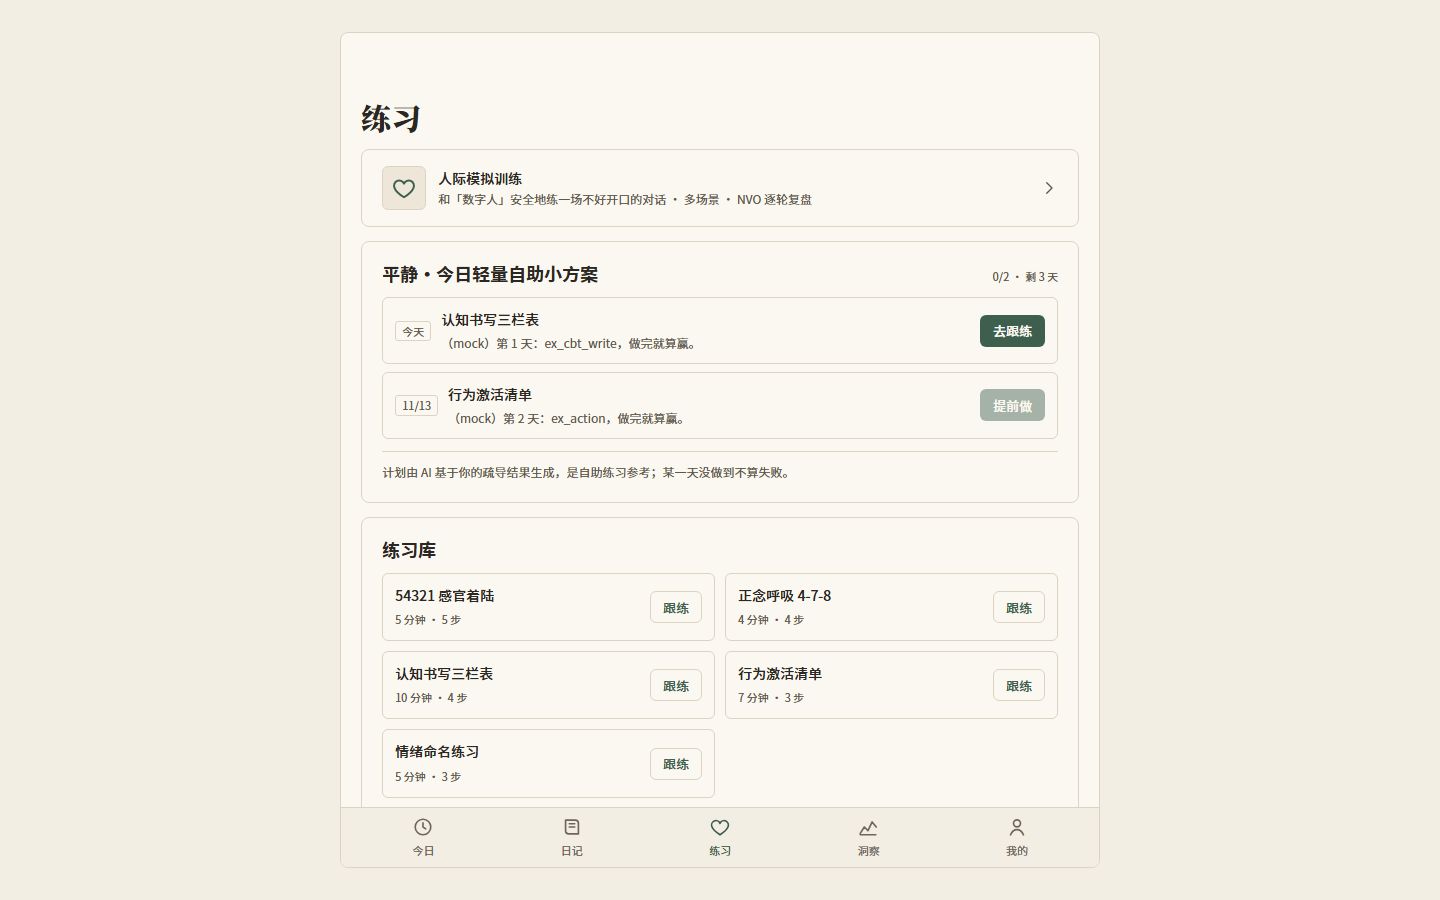 练习
人际模拟训练
和「数字人」安全地练一场不好开口的对话 · 多场景 · NVO 逐轮复盘
平静·今日轻量自助小方案
0/2 · 剩 3 天
今天
认知书写三栏表
（mock）第 1 天：ex_cbt_write，做完就算赢。
去跟练
11/13
行为激活清单
（mock）第 2 天：ex_action，做完就算赢。
提前做
计划由 AI 基于你的疏导结果生成，是自助练习参考；某一天没做到不算失败。
练习库
54321 感官着陆
5 分钟 · 5 步
跟练
正念呼吸 4-7-8
4 分钟 · 4 步
跟练
认知书写三栏表
10 分钟 · 4 步
跟练
行为激活清单
7 分钟 · 3 步
跟练
情绪命名练习
5 分钟 · 3 步
跟练
今日
日记
练习
洞察
我的